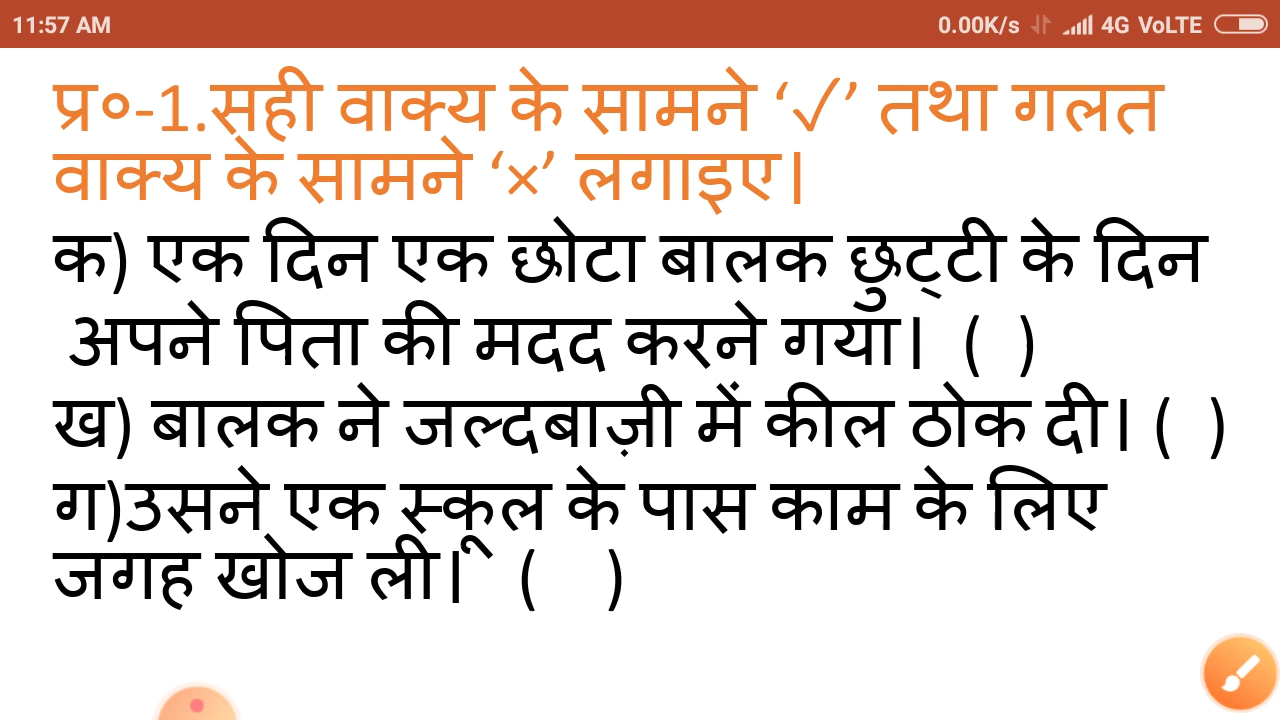 11:57 AM 0.00K/s 4G VoLTE
प्र०-1.सही वाक्य के सामने ‘✓’ तथा गलत
वाक्य के सामने ‘×’ लगाइए।
क) एक दिन एक छोटा बालक छुट्टी के दिन
अपने पिता की मदद करने गया। ( )
ख) बालक ने जल्दबाज़ी में कील ठोक दी। ( )
ग)उसने एक स्कूल के पास काम के लिए
जगह खोज ली। ( )